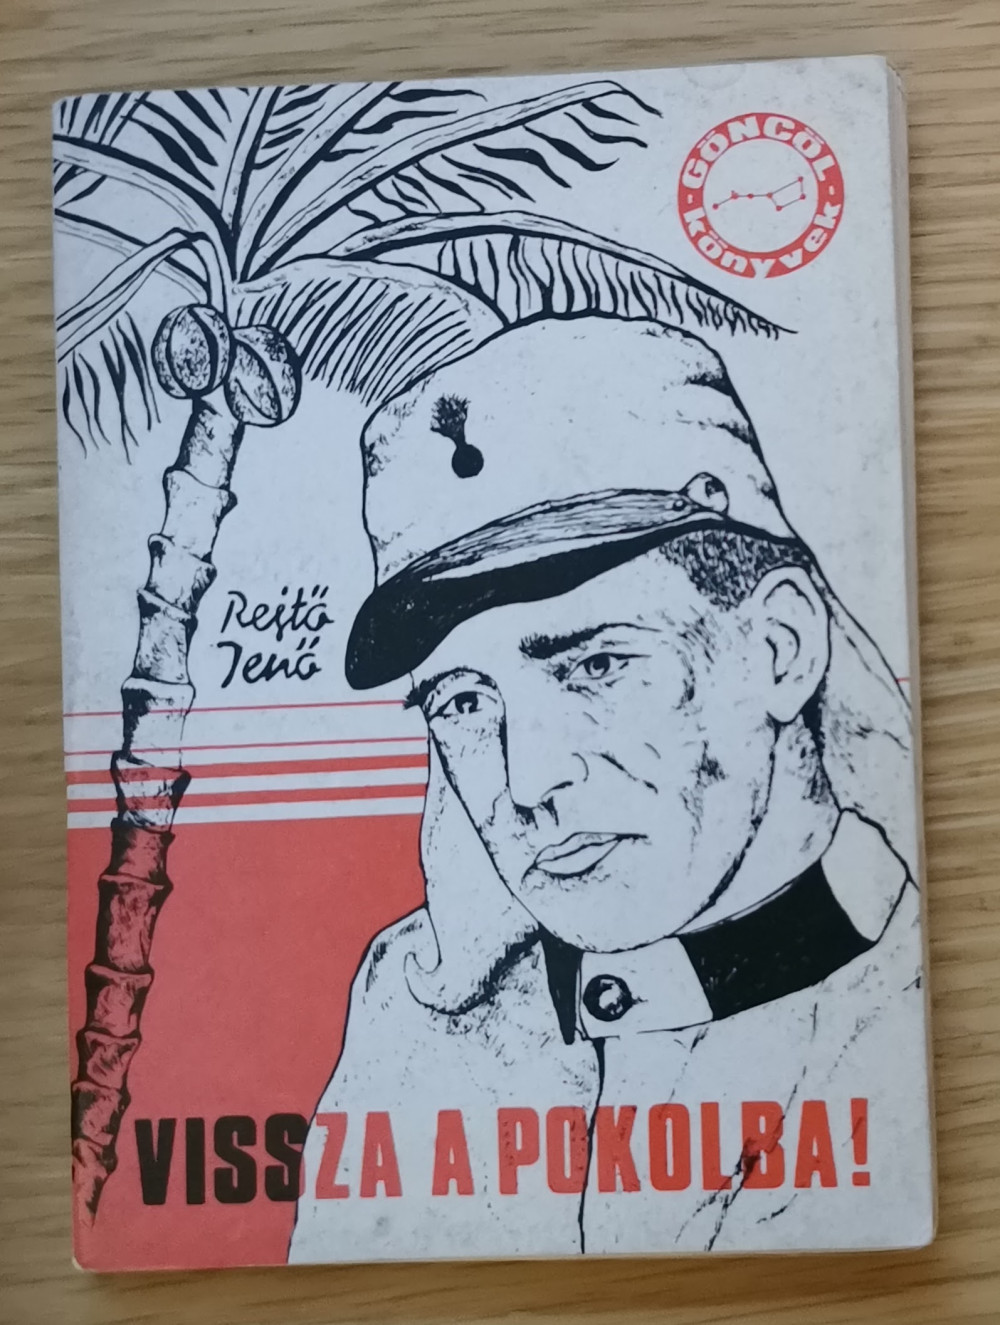 GÖNCÖL
könyvek
Rejtő
Jenő
VISSZA A POKOLBA!